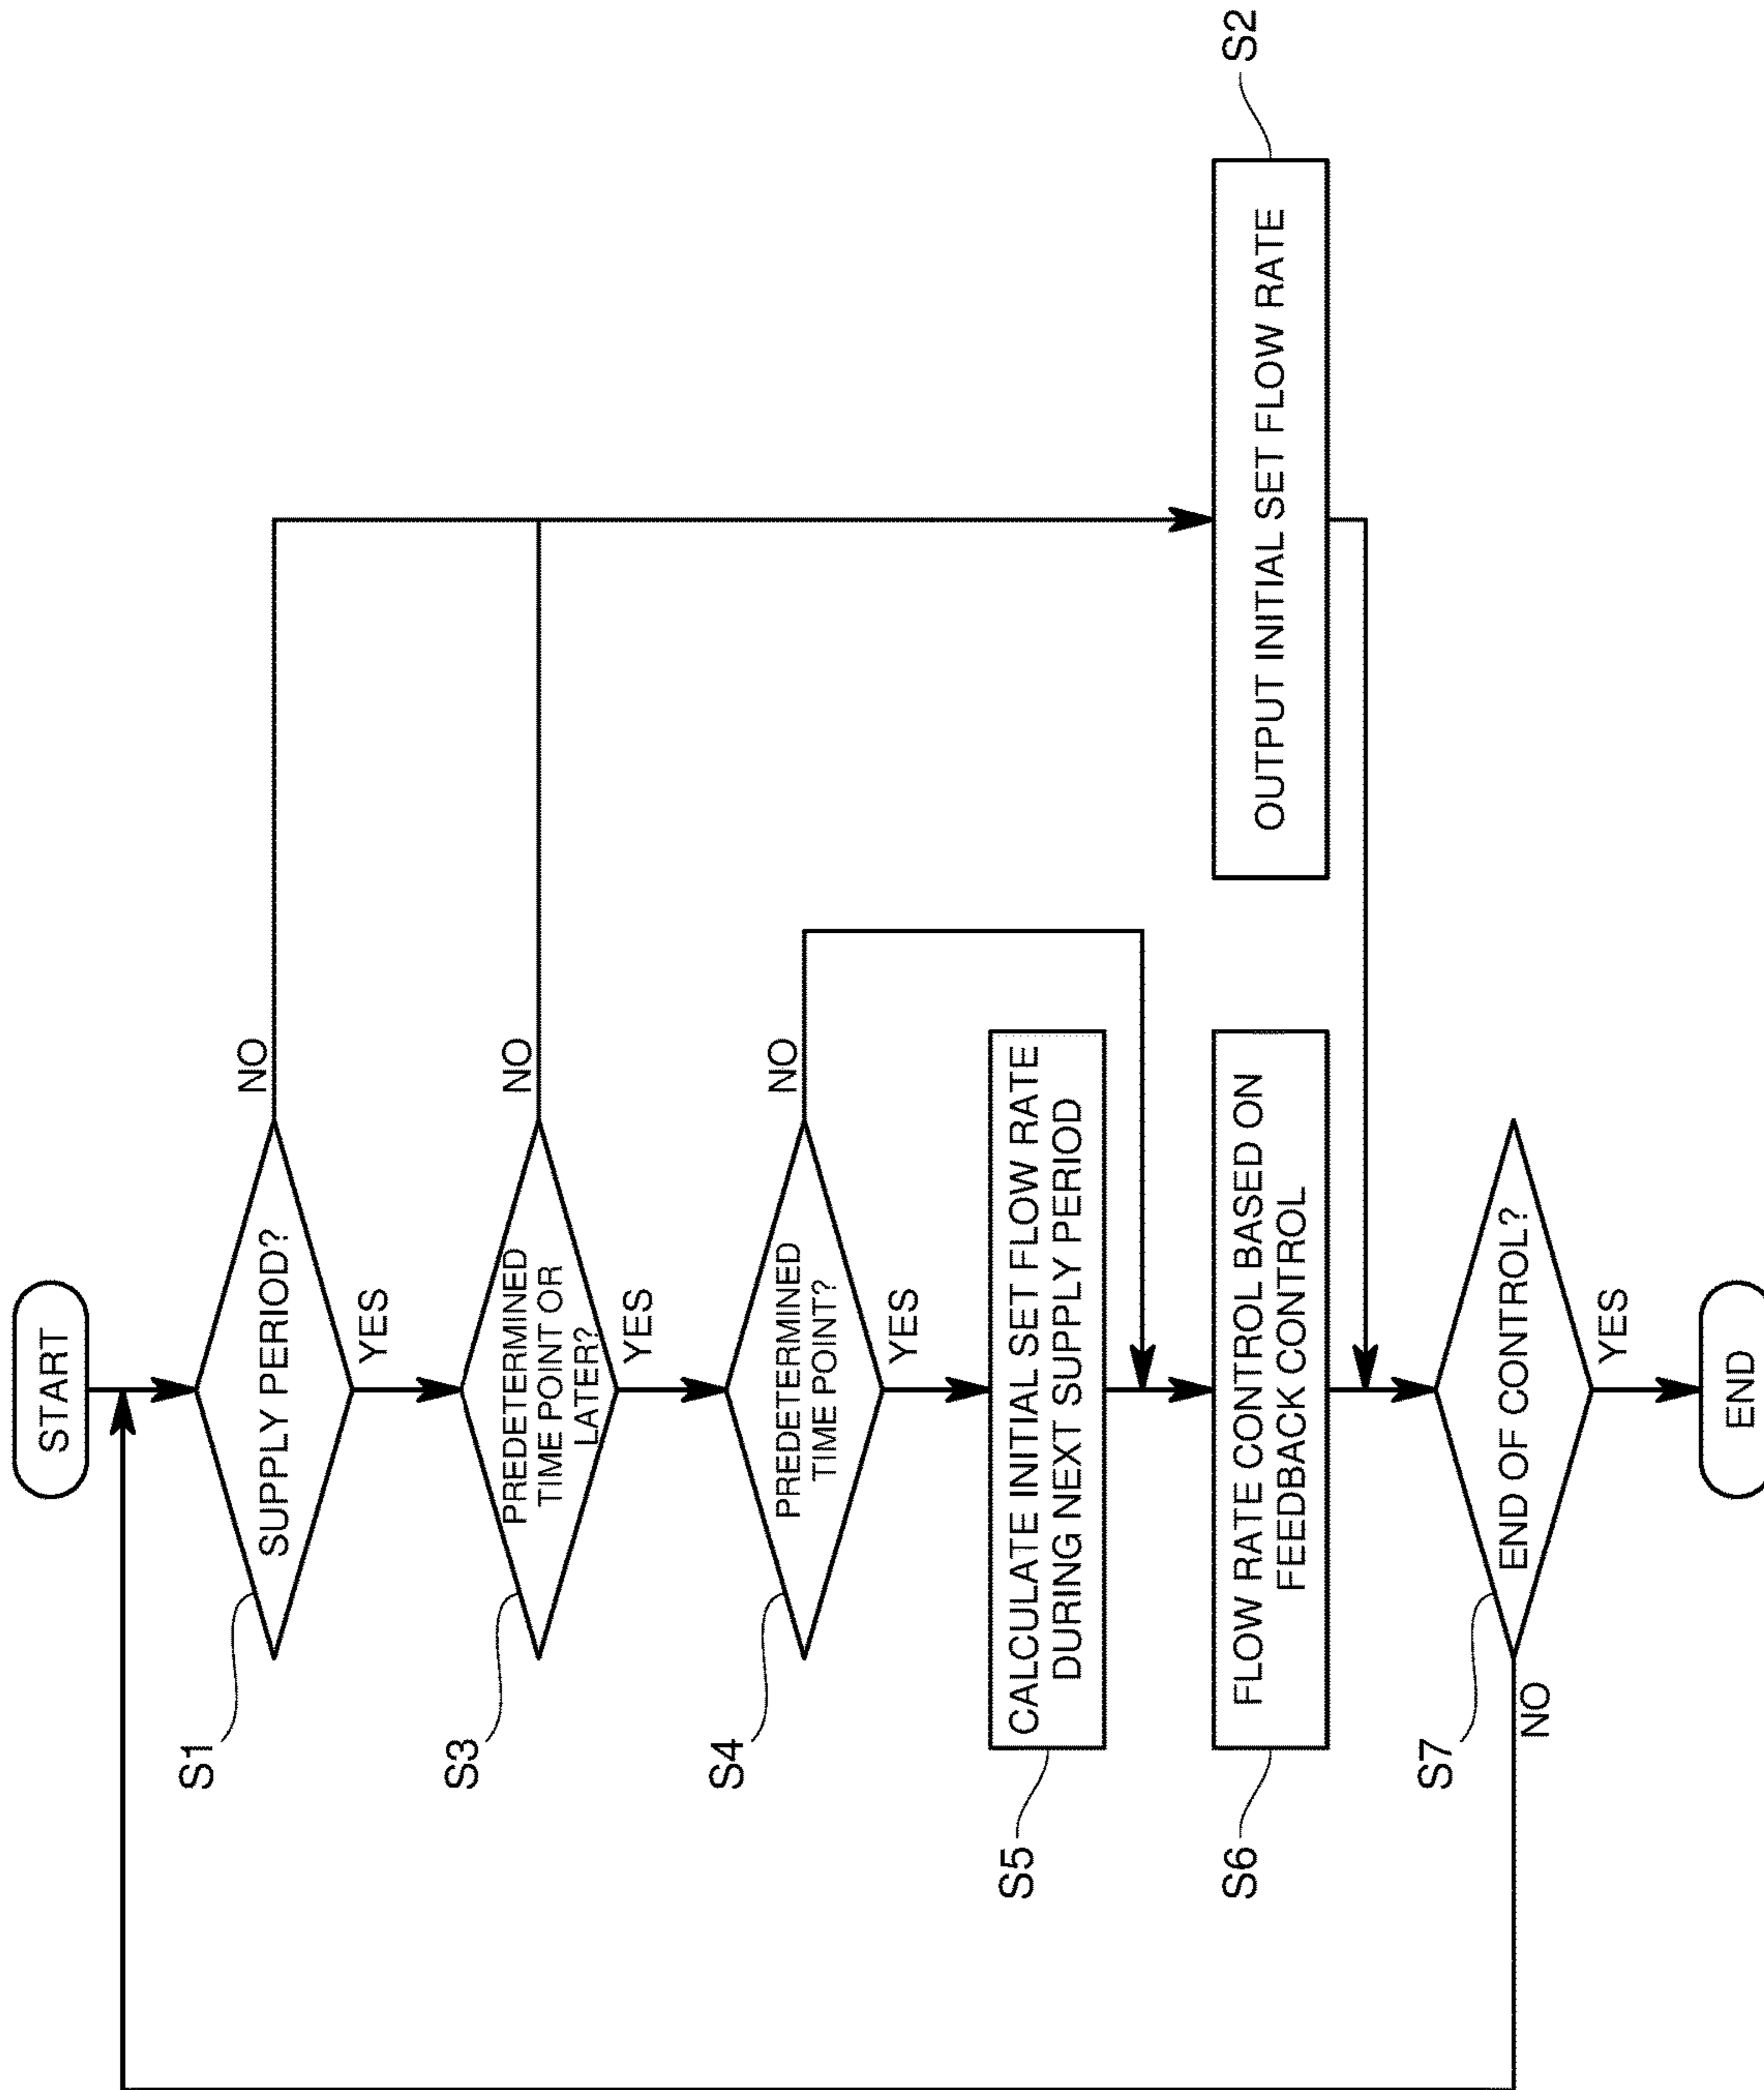 START
S1
SUPPLY PERIOD?
NO
YES
S3
PREDETERMINED
TIME POINT OR
LATER?
NO
YES
S4
PREDETERMINED
TIME POINT?
NO
YES
S5
CALCULATE INITIAL SET FLOW RATE
DURING NEXT SUPPLY PERIOD
S6
FLOW RATE CONTROL BASED ON
FEEDBACK CONTROL
OUTPUT INITIAL SET FLOW RATE
S2
S7
END OF CONTROL?
NO
YES
END